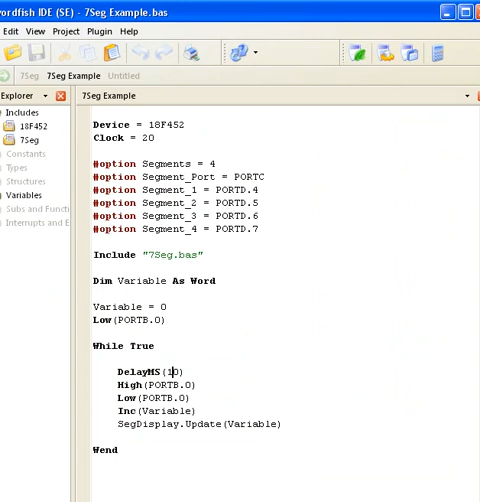 wordfish IDE (SE) - 7Seg Example.bas
Edit View Project Plugin Help
7Seg 7Seg Example Untitled
Explorer
7Seg Example
Includes
18F452
7Seg
Constants
Types
Structures
Variables
Subs and Functi
Interrupts and E
Device = 18F452
Clock = 20
#option Segments = 4
#option Segment_Port = PORTC
#option Segment_1 = PORTD.4
#option Segment_2 = PORTD.5
#option Segment_3 = PORTD.6
#option Segment_4 = PORTD.7
Include "7Seg.bas"
Dim Variable As Word
Variable = 0
Low(PORTB.0)
While True
DelayMS(10)
High(PORTB.0)
Low(PORTB.0)
Inc(Variable)
SegDisplay.Update(Variable)
Wend